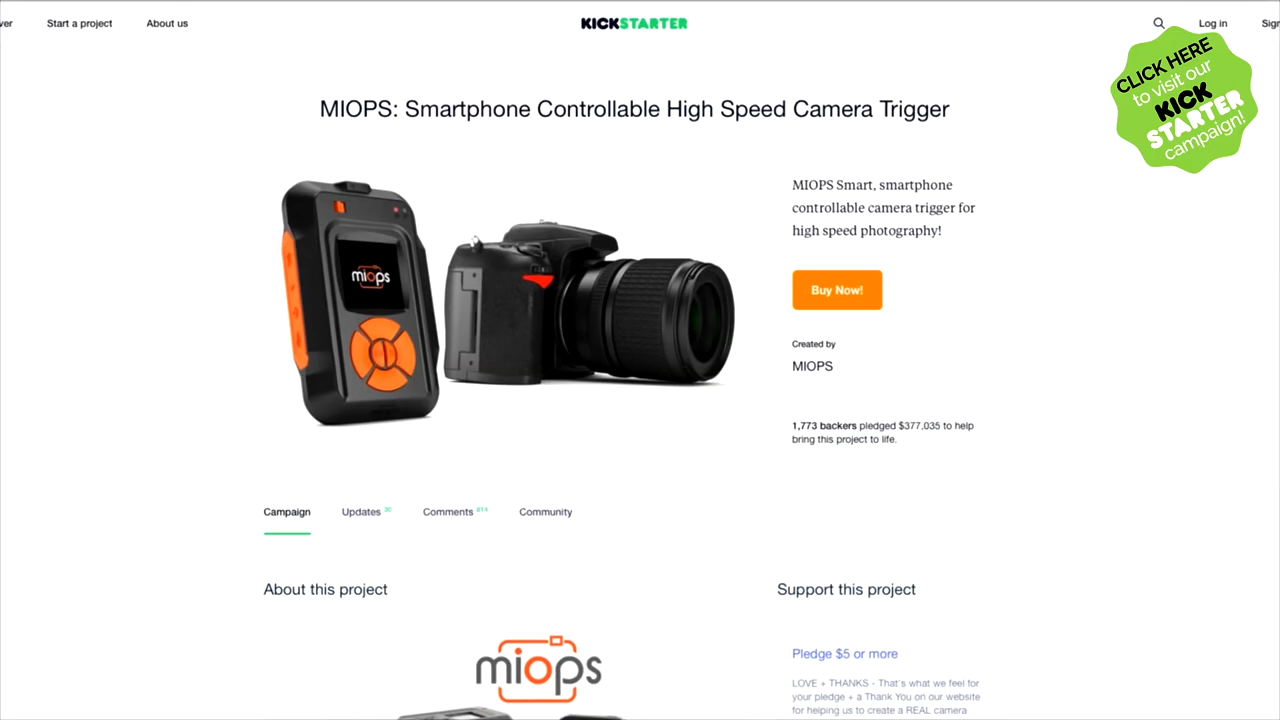 ver
Start a project
About us
KICKSTARTER
Log in
Sign
CLICK HERE
to visit our
KICK
STARTER
campaign!
MIOPS: Smartphone Controllable High Speed Camera Trigger
miops
MIOPS Smart, smartphone
controllable camera trigger for
high speed photography!
Buy Now!
Created by
MIOPS
1,773 backers pledged $377,035 to help
bring this project to life.
Campaign
Updates 30
Comments 414
Community
About this project
Support this project
miops
Pledge $5 or more
LOVE + THANKS - That's what we feel for
your pledge + a Thank You on our website
for helping us to create a REAL camera